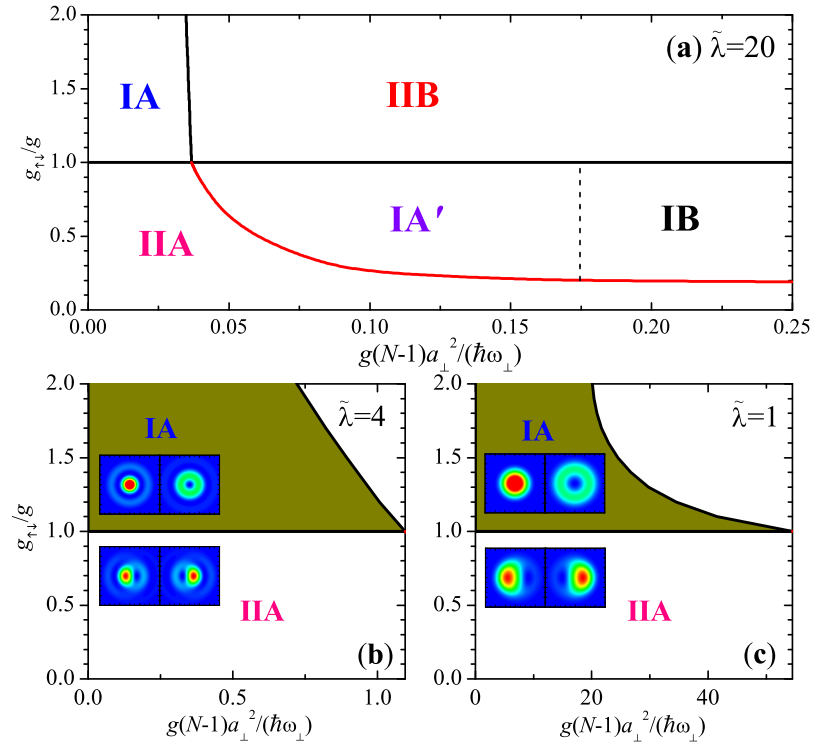 2.0
(a) λ̃=20
IA
IIB
1.5
g↑↓/g
1.0
IA′
IB
0.5
IIA
0.0
0.00 0.05 0.10 0.15 0.20 0.25
g(N-1)a⊥²/(ħω⊥)
2.0
λ̃=4
IA
1.5
g↑↓/g
1.0
IIA
0.5
(b)
0.0
0.0 0.5 1.0
g(N-1)a⊥²/(ħω⊥)
2.0
λ̃=1
IA
1.5
1.0
IIA
0.5
(c)
0.0
0 20 40
g(N-1)a⊥²/(ħω⊥)